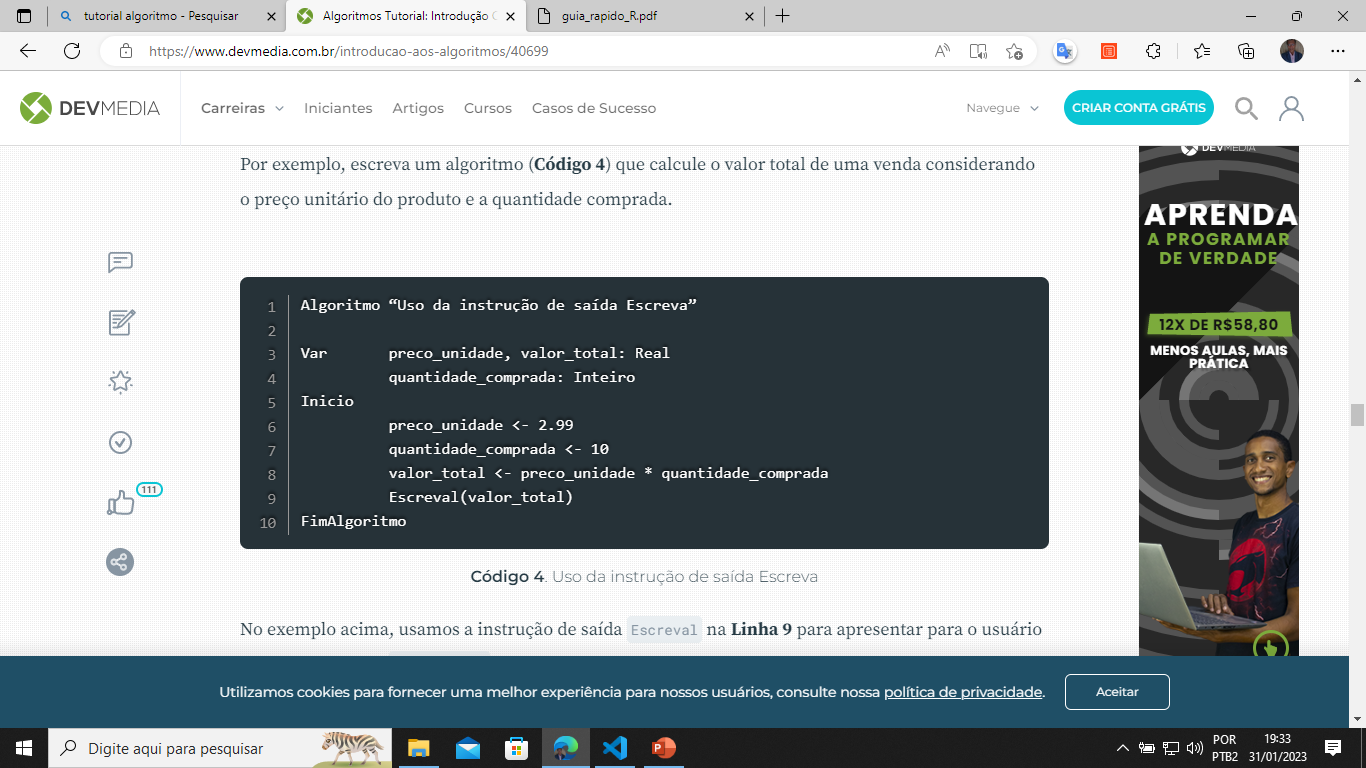 tutorial algoritmo - Pesquisar
Algoritmos Tutorial: Introdução
guia_rapido_R.pdf
https://www.devmedia.com.br/introducao-aos-algoritmos/40699
DEVMEDIA
Carreiras
Iniciantes
Artigos
Cursos
Casos de Sucesso
Navegue
CRIAR CONTA GRÁTIS
Por exemplo, escreva um algoritmo (Código 4) que calcule o valor total de uma venda considerando
o preço unitário do produto e a quantidade comprada.
1 Algoritmo “Uso da instrução de saída Escreva”
2
3 Var preco_unidade, valor_total: Real
4 quantidade_comprada: Inteiro
5 Inicio
6 preco_unidade <- 2.99
7 quantidade_comprada <- 10
8 valor_total <- preco_unidade * quantidade_comprada
9 Escreval(valor_total)
10 FimAlgoritmo
111
Código 4. Uso da instrução de saída Escreva
No exemplo acima, usamos a instrução de saída Escreval na Linha 9 para apresentar para o usuário
DEVMEDIA
APRENDA
A PROGRAMAR
DE VERDADE
12X DE R$58,80
MENOS AULAS, MAIS
PRÁTICA
Utilizamos cookies para fornecer uma melhor experiência para nossos usuários, consulte nossa política de privacidade.
Aceitar
Digite aqui para pesquisar
POR
PTB2
19:33
31/01/2023